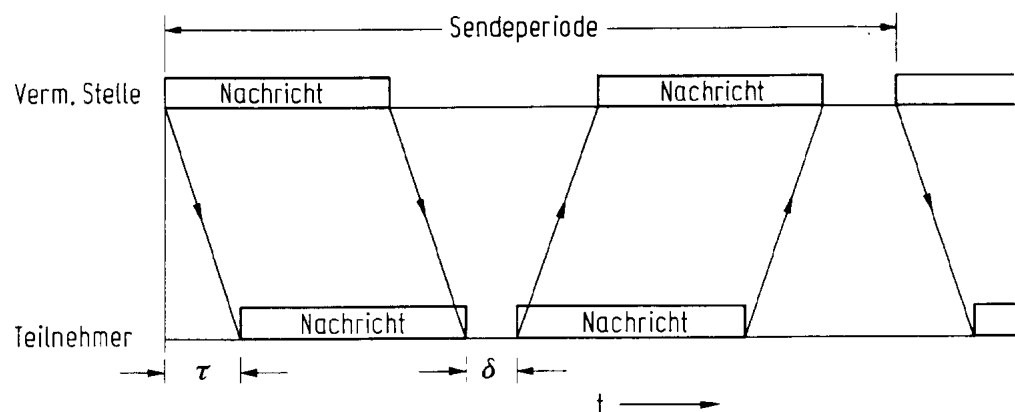 Sendeperiode
Verm. Stelle
Nachricht
Nachricht
Nachricht
Nachricht
Teilnehmer
τ
δ
t